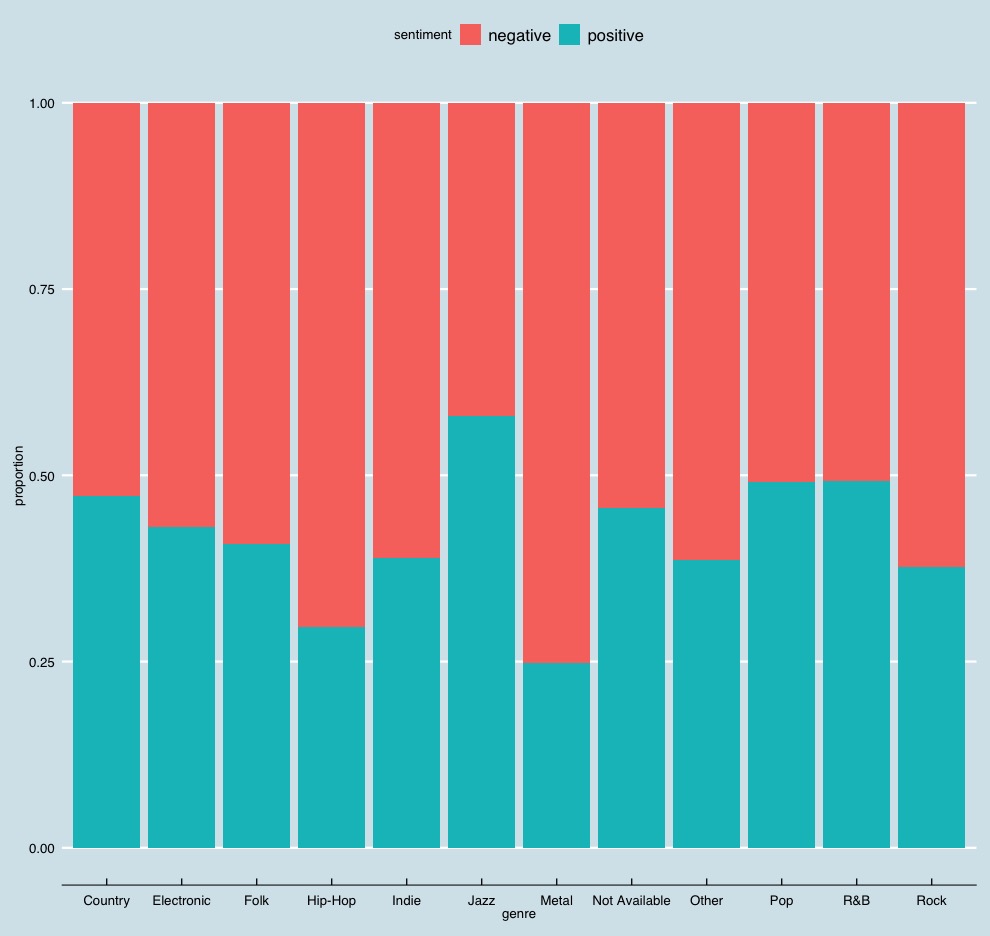 sentiment negative positive
1.00
0.75
0.50
0.25
0.00
proportion
Country Electronic Folk Hip-Hop Indie Jazz Metal Not Available Other Pop R&B Rock
genre